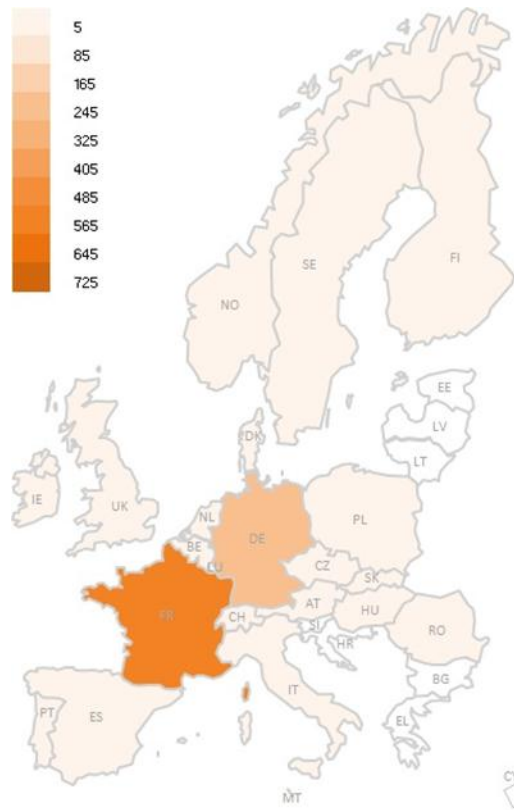 5
85
165
245
325
405
485
565
645
725
SE
FI
NO
EE
LV
DK
LT
IE
UK
NL
PL
DE
BE
LU
CZ
SK
FR
CH
AT
HU
SI
RO
HR
BG
IT
PT
ES
EL
MT